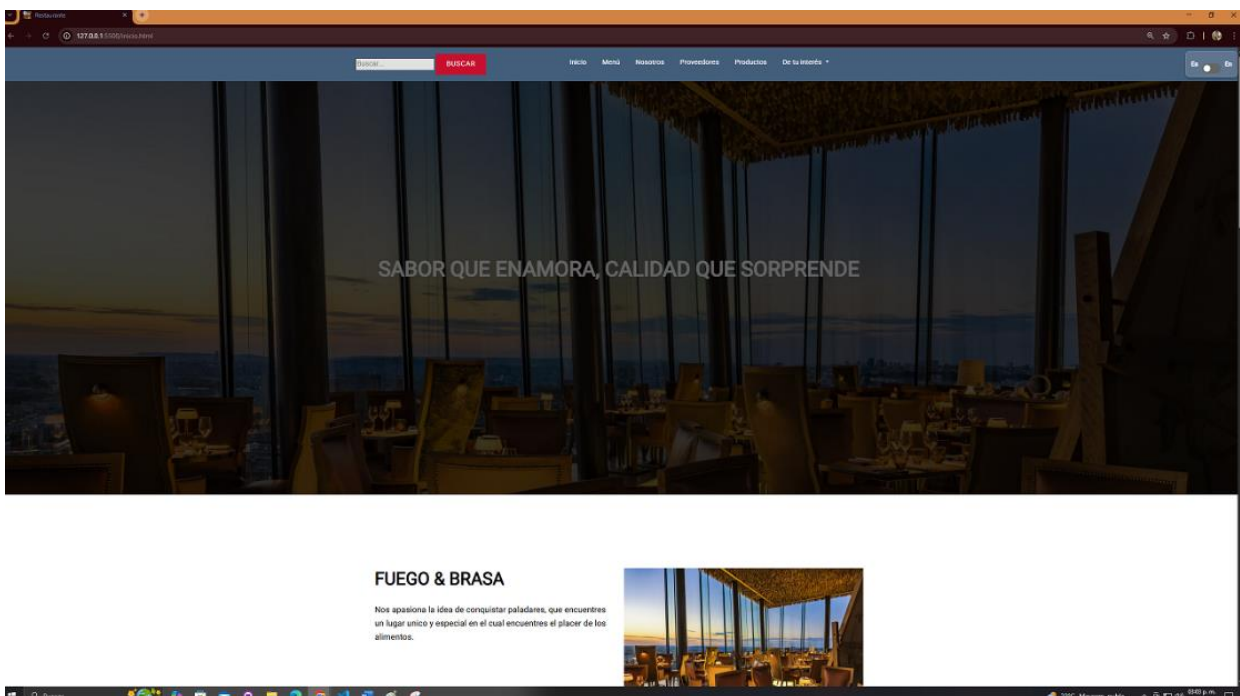 Restaurante
127.0.0.1:5500/Inicio.html
Buscar...
BUSCAR
Inicio Menú Nosotros Proveedores Productos De tu interés
Es En
SABOR QUE ENAMORA, CALIDAD QUE SORPRENDE
FUEGO & BRASA
Nos apasiona la idea de conquistar paladares, que encuentres
un lugar unico y especial en el cual encuentres el placer de los
alimentos.